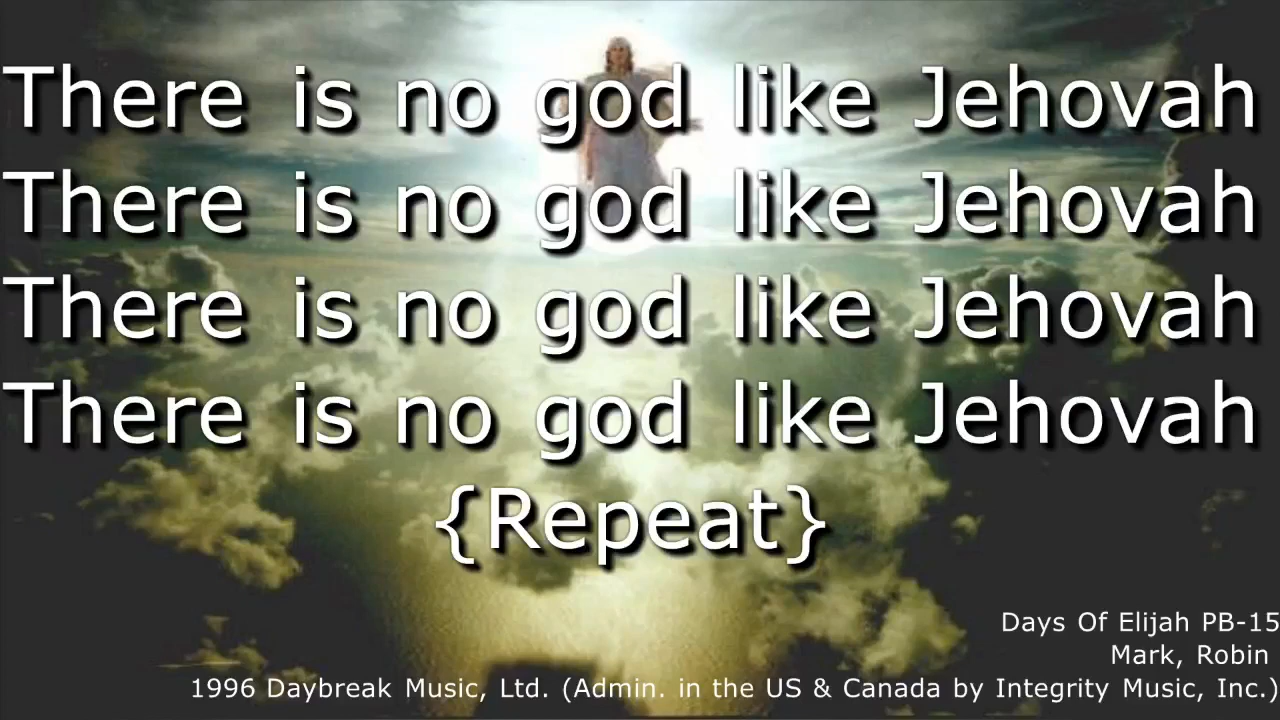 There is no god like Jehovah
There is no god like Jehovah
There is no god like Jehovah
There is no god like Jehovah
{Repeat}
Days Of Elijah PB-15
Mark, Robin
1996 Daybreak Music, Ltd. (Admin. in the US & Canada by Integrity Music, Inc.)